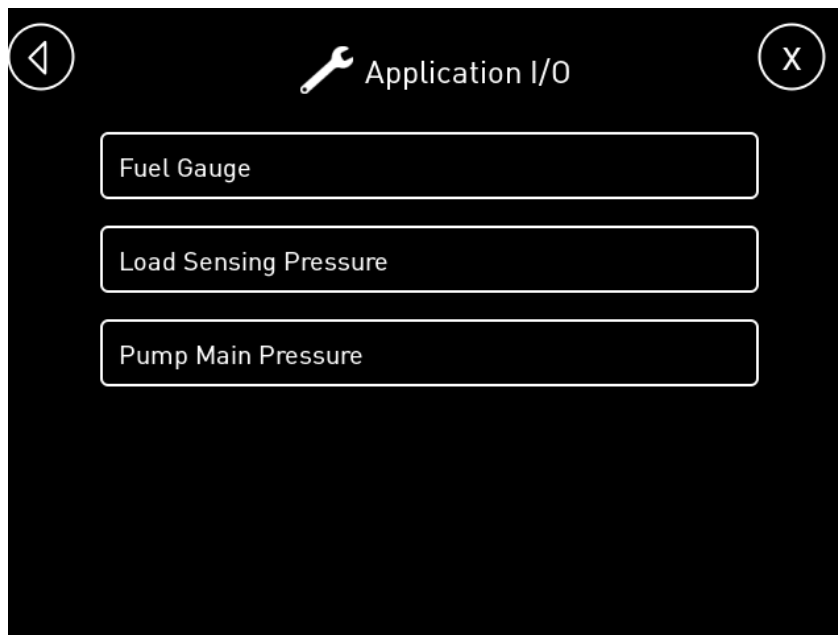 Application I/O
X
Fuel Gauge
Load Sensing Pressure
Pump Main Pressure